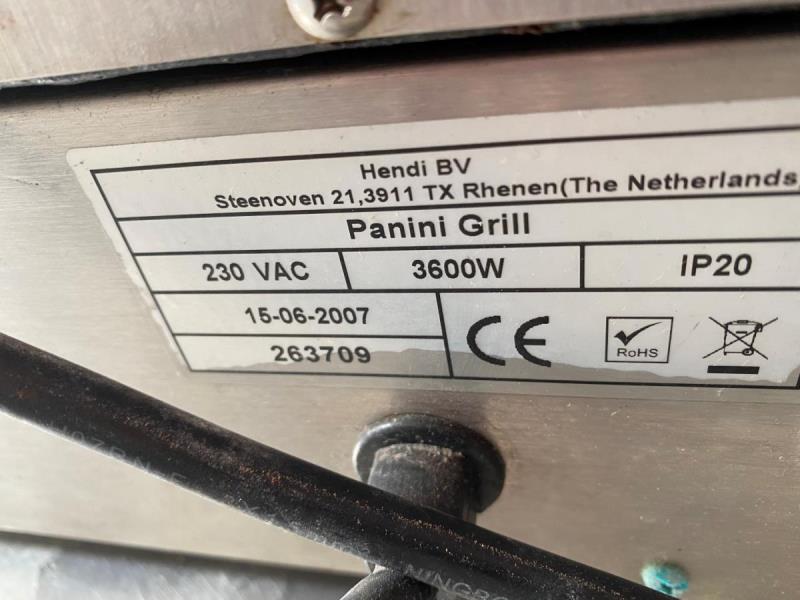 Hendi BV
Steenoven 21,3911 TX Rhenen(The Netherlands
Panini Grill
230 VAC 3600W IP20
15-06-2007
263709
CE
RoHS
NINGBO